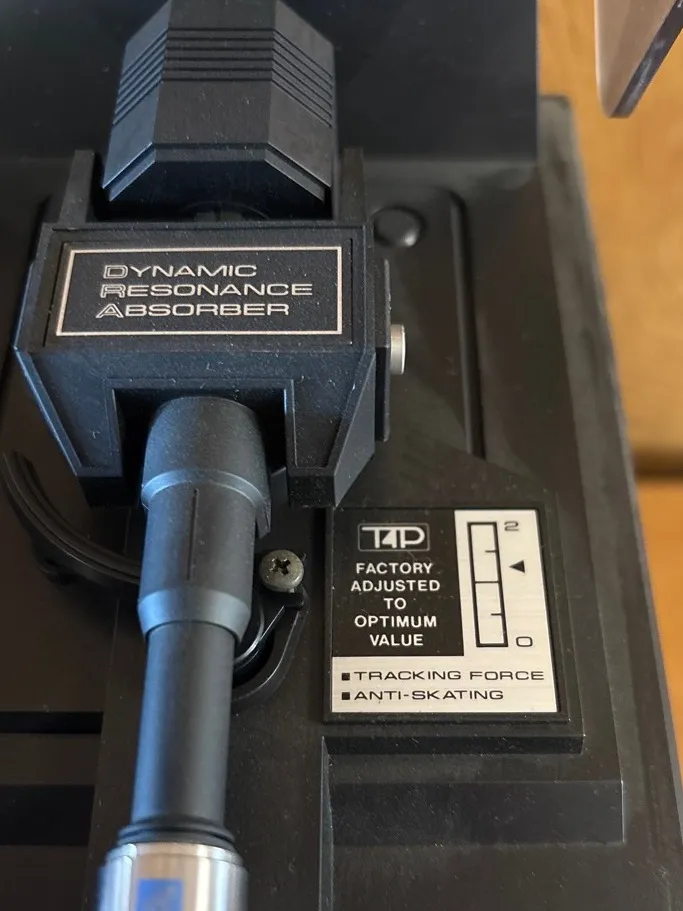 DYNAMIC
RESONANCE
ABSORBER
T4P
FACTORY
ADJUSTED
TO
OPTIMUM
VALUE
2
0
TRACKING FORCE
ANTI-SKATING